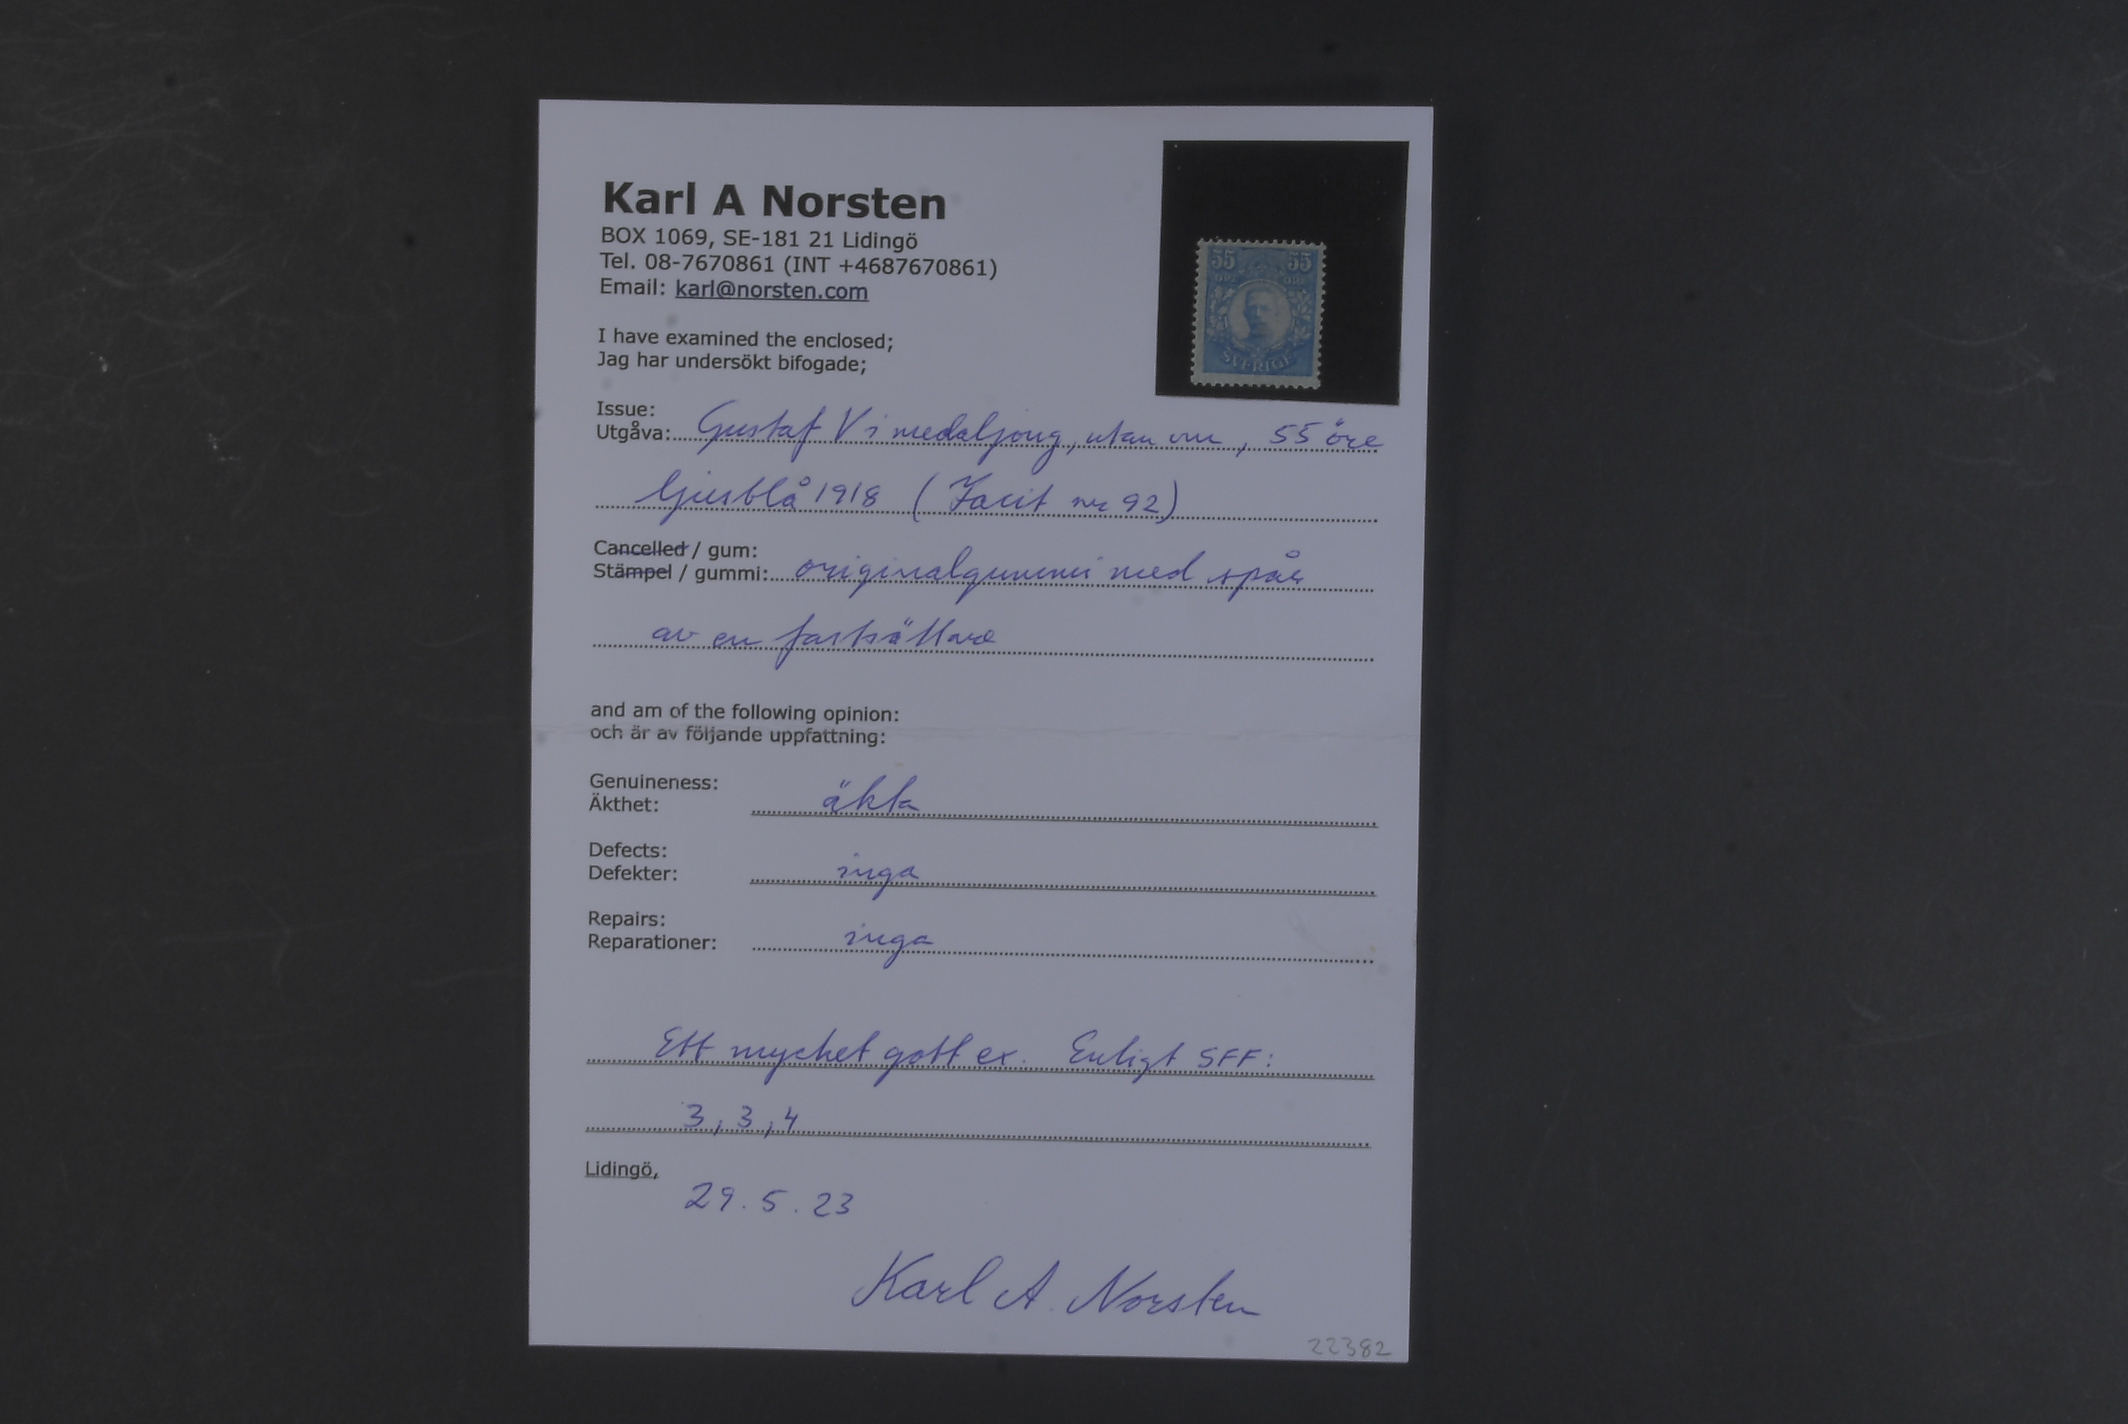 Karl A Norsten
BOX 1069, SE-181 21 Lidingö
Tel. 08-7670861 (INT +4687670861)
Email: karl@norsten.com
55 55
ÖRE ÖRE
SVERIGE
I have examined the enclosed;
Jag har undersökt bifogade;
Issue:
Utgåva: Gustaf V i medaljong, utan vm, 55 öre
ljusblå 1918 (Facit nr 92)
Cancelled / gum:
Stämpel / gummi: originalgummi med spår
av en fastsättare
and am of the following opinion:
och är av följande uppfattning:
Genuineness:
Äkthet: äkta
Defects:
Defekter: inga
Repairs:
Reparationer: inga
Ett mycket gott ex. Enligt SFF:
3, 3, 4
Lidingö,
29.5.23
Karl A. Norsten
22382